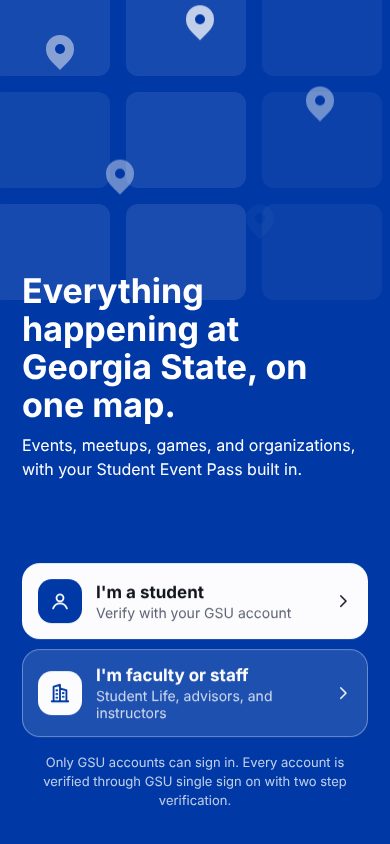 Everything
happening at
Georgia State, on
one map.
Events, meetups, games, and organizations,
with your Student Event Pass built in.
I'm a student
Verify with your GSU account
I'm faculty or staff
Student Life, advisors, and
instructors
Only GSU accounts can sign in. Every account is
verified through GSU single sign on with two step
verification.